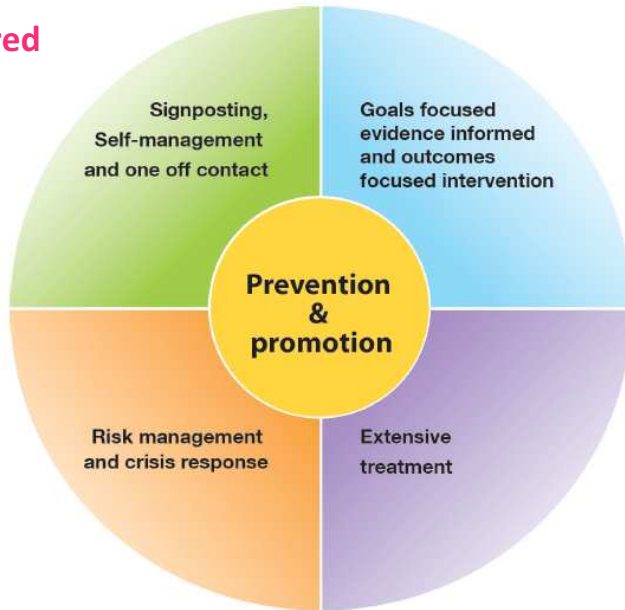 Signposting,
Self-management
and one off contact
Goals focused
evidence informed
and outcomes
focused intervention
Prevention
&
promotion
Risk management
and crisis response
Extensive
treatment